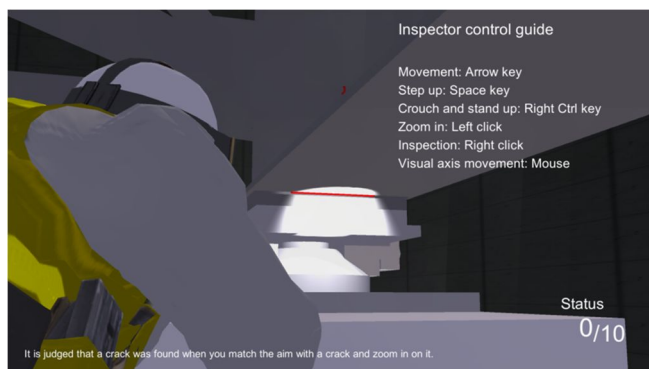 Inspector control guide
Movement: Arrow key
Step up: Space key
Crouch and stand up: Right Ctrl key
Zoom in: Left click
Inspection: Right click
Visual axis movement: Mouse
Status
0/10
It is judged that a crack was found when you match the aim with a crack and zoom in on it.